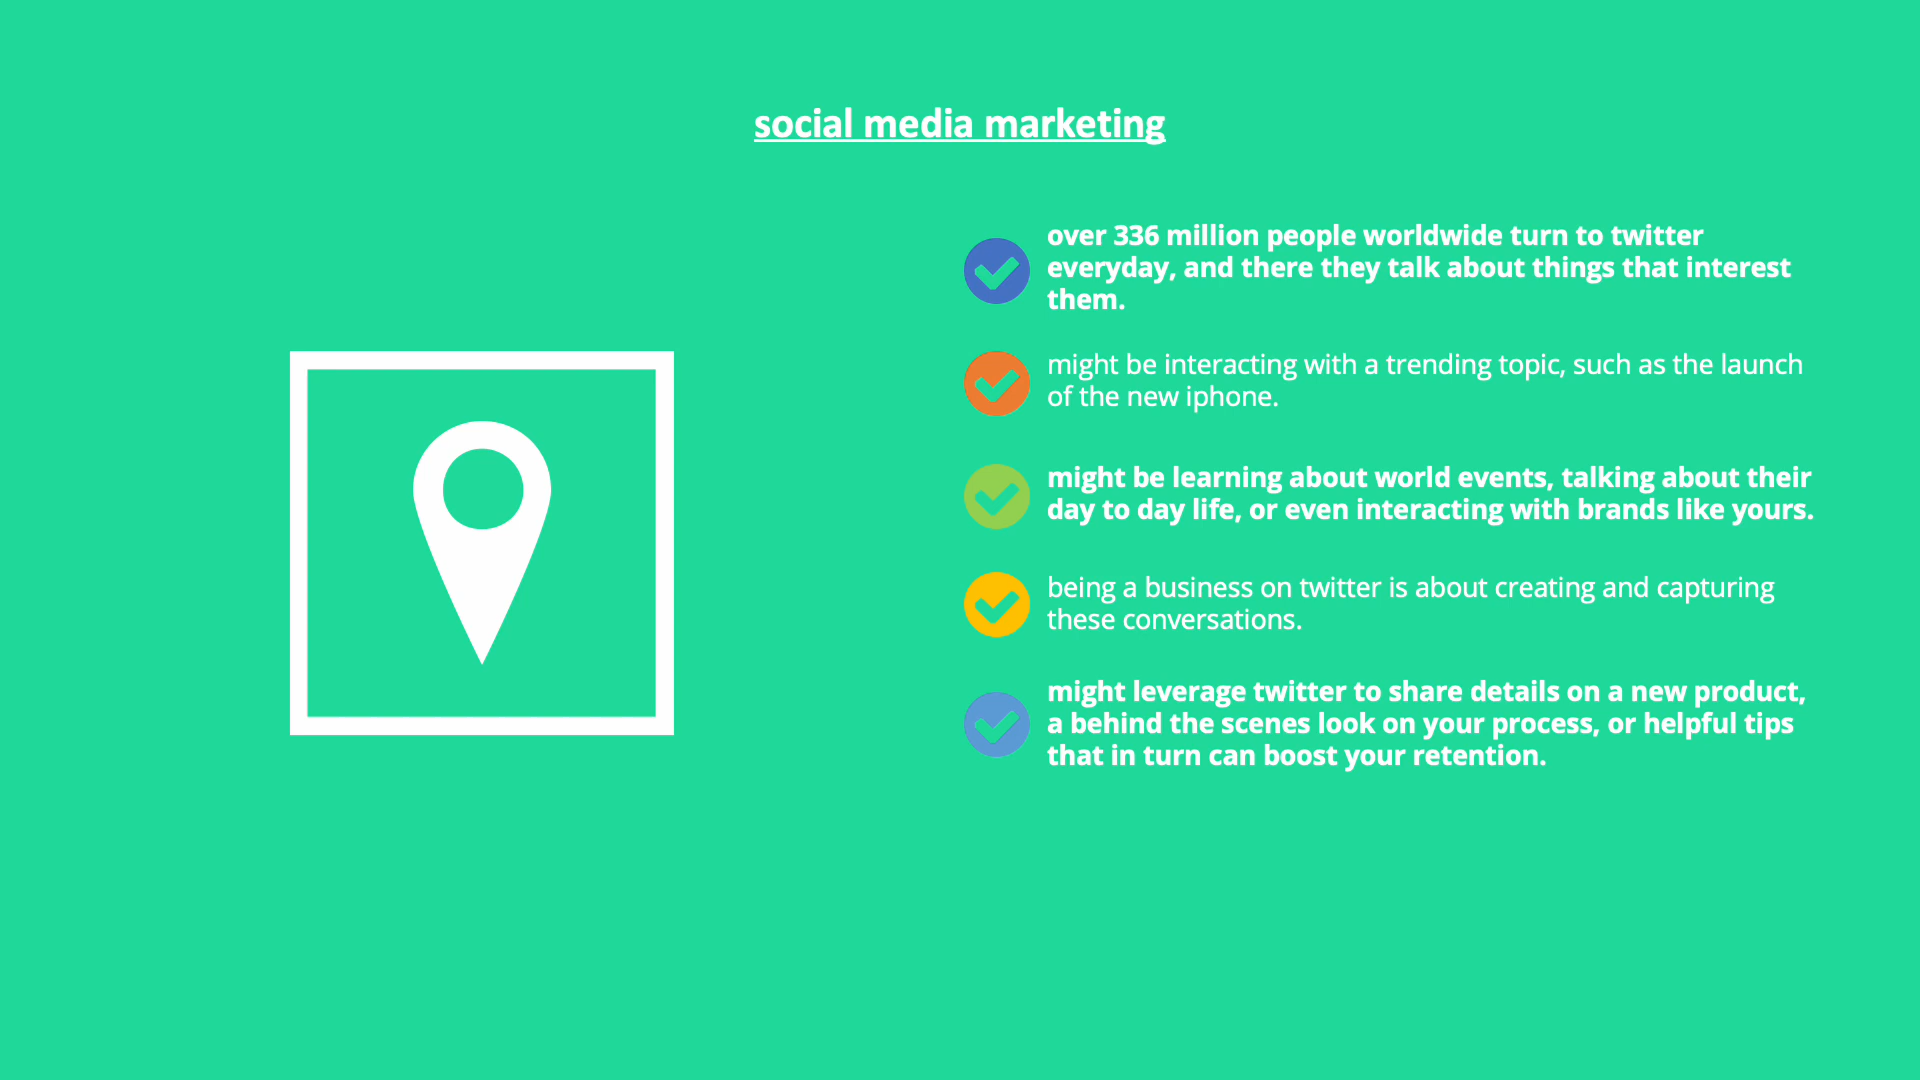 social media marketing
over 336 million people worldwide turn to twitter
everyday, and there they talk about things that interest
them.
might be interacting with a trending topic, such as the launch
of the new iphone.
might be learning about world events, talking about their
day to day life, or even interacting with brands like yours.
being a business on twitter is about creating and capturing
these conversations.
might leverage twitter to share details on a new product,
a behind the scenes look on your process, or helpful tips
that in turn can boost your retention.